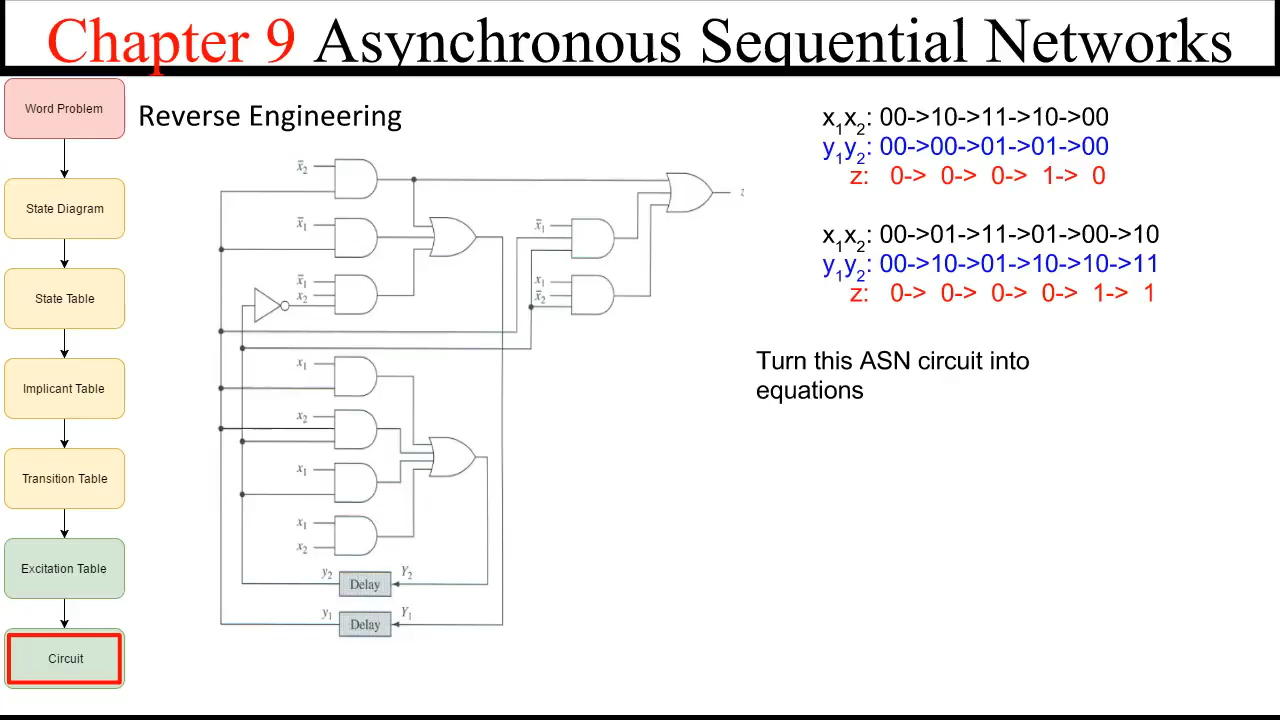 Chapter 9 Asynchronous Sequential Networks
Word Problem
State Diagram
State Table
Implicant Table
Transition Table
Excitation Table
Circuit
Reverse Engineering
x̄₂
x̄₁
x̄₁
x₂
x̄₁
x₁
x̄₂
z
x₁
x₂
x₁
x₁
x₂
y₂ Delay Y₂
y₁ Delay Y₁
x₁x₂: 00->10->11->10->00
y₁y₂: 00->00->01->01->00
z: 0-> 0-> 0-> 1-> 0
x₁x₂: 00->01->11->01->00->10
y₁y₂: 00->10->01->10->10->11
z: 0-> 0-> 0-> 0-> 1-> 1
Turn this ASN circuit into
equations